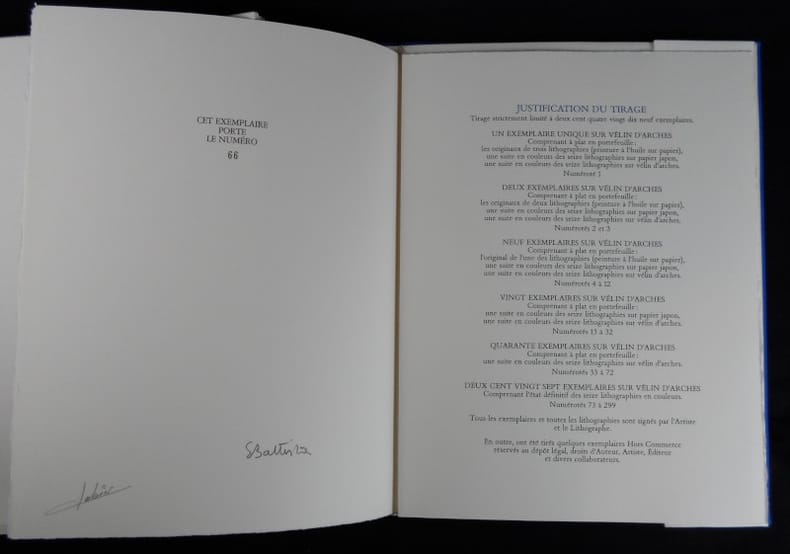 CET EXEMPLAIRE
PORTE
LE NUMÉRO
66
SBattista
JUSTIFICATION DU TIRAGE
Tirage strictement limité à deux cent quatre vingt dix neuf exemplaires.
UN EXEMPLAIRE UNIQUE SUR VÉLIN D'ARCHES
Comprenant à plat en portefeuille :
les originaux de trois lithographies (peinture à l'huile sur papier),
une suite en couleurs des seize lithographies sur papier japon,
une suite en couleurs des seize lithographies sur vélin d'arches.
Numéroté 1
DEUX EXEMPLAIRES SUR VÉLIN D'ARCHES
Comprenant à plat en portefeuille :
les originaux de deux lithographies (peinture à l'huile sur papier),
une suite en couleurs des seize lithographies sur papier japon,
une suite en couleurs des seize lithographies sur vélin d'arches.
Numérotés 2 et 3
NEUF EXEMPLAIRES SUR VÉLIN D'ARCHES
Comprenant à plat en portefeuille :
l'original de l'une des lithographies (peinture à l'huile sur papier),
une suite en couleurs des seize lithographies sur papier japon,
une suite en couleurs des seize lithographies sur vélin d'arches.
Numérotés 4 à 12
VINGT EXEMPLAIRES SUR VÉLIN D'ARCHES
Comprenant à plat en portefeuille :
une suite en couleurs des seize lithographies sur papier japon,
une suite en couleurs des seize lithographies sur vélin d'arches.
Numérotés 13 à 32
QUARANTE EXEMPLAIRES SUR VÉLIN D'ARCHES
Comprenant à plat en portefeuille :
une suite en couleurs des seize lithographies sur vélin d'arches.
Numérotés 33 à 72
DEUX CENT VINGT SEPT EXEMPLAIRES SUR VÉLIN D'ARCHES
Comprenant l'état définitif des seize lithographies en couleurs.
Numérotés 73 à 299
Tous les exemplaires et toutes les lithographies sont signés par l'Artiste
et le Lithographe.
En outre, ont été tirés quelques exemplaires Hors Commerce
réservés au dépôt légal, droits d'Auteur, Artiste, Éditeur
et divers collaborateurs.